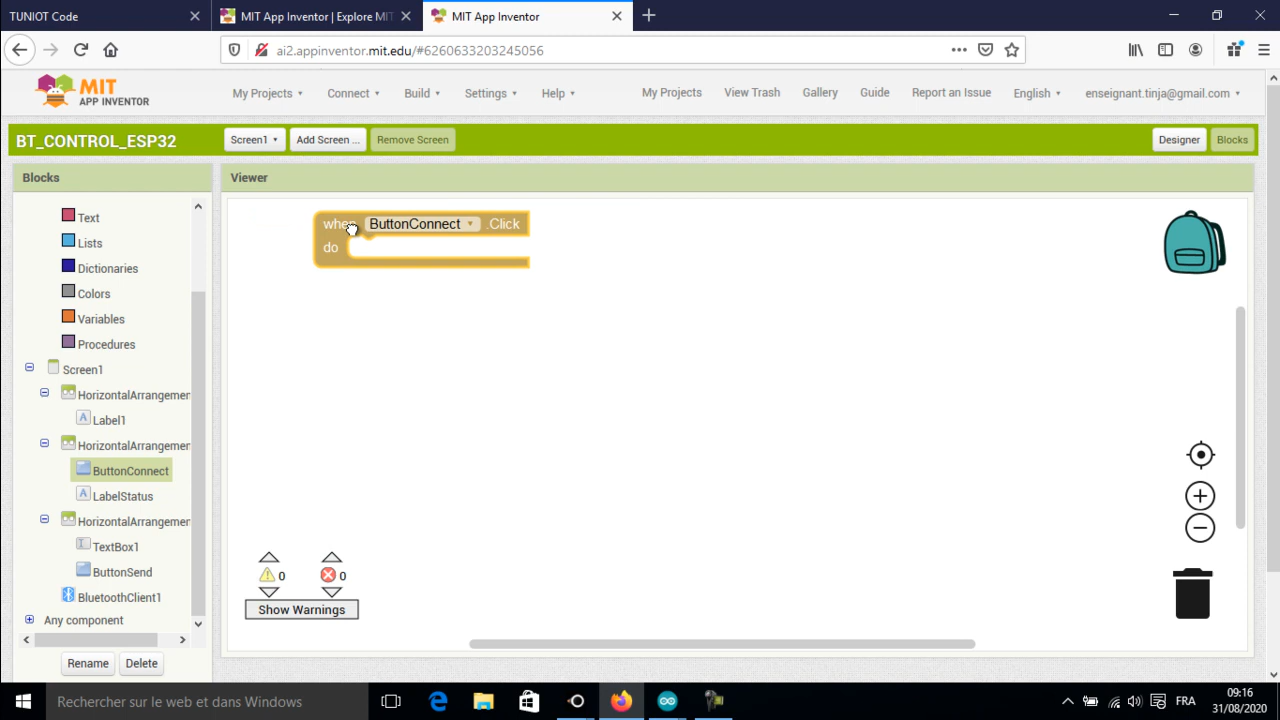 TUNIOT Code
MIT App Inventor | Explore MIT
MIT App Inventor
ai2.appinventor.mit.edu/#6260633203245056
MIT
APP INVENTOR
My Projects
Connect
Build
Settings
Help
My Projects
View Trash
Gallery
Guide
Report an Issue
English
enseignant.tinja@gmail.com
BT_CONTROL_ESP32
Screen1
Add Screen ...
Remove Screen
Designer
Blocks
Blocks
Viewer
Text
Lists
Dictionaries
Colors
Variables
Procedures
Screen1
HorizontalArrangemen
Label1
HorizontalArrangemen
ButtonConnect
LabelStatus
HorizontalArrangemen
TextBox1
ButtonSend
BluetoothClient1
Any component
Rename
Delete
when ButtonConnect .Click
do
0
0
Show Warnings
Rechercher sur le web et dans Windows
FRA
09:16
31/08/2020